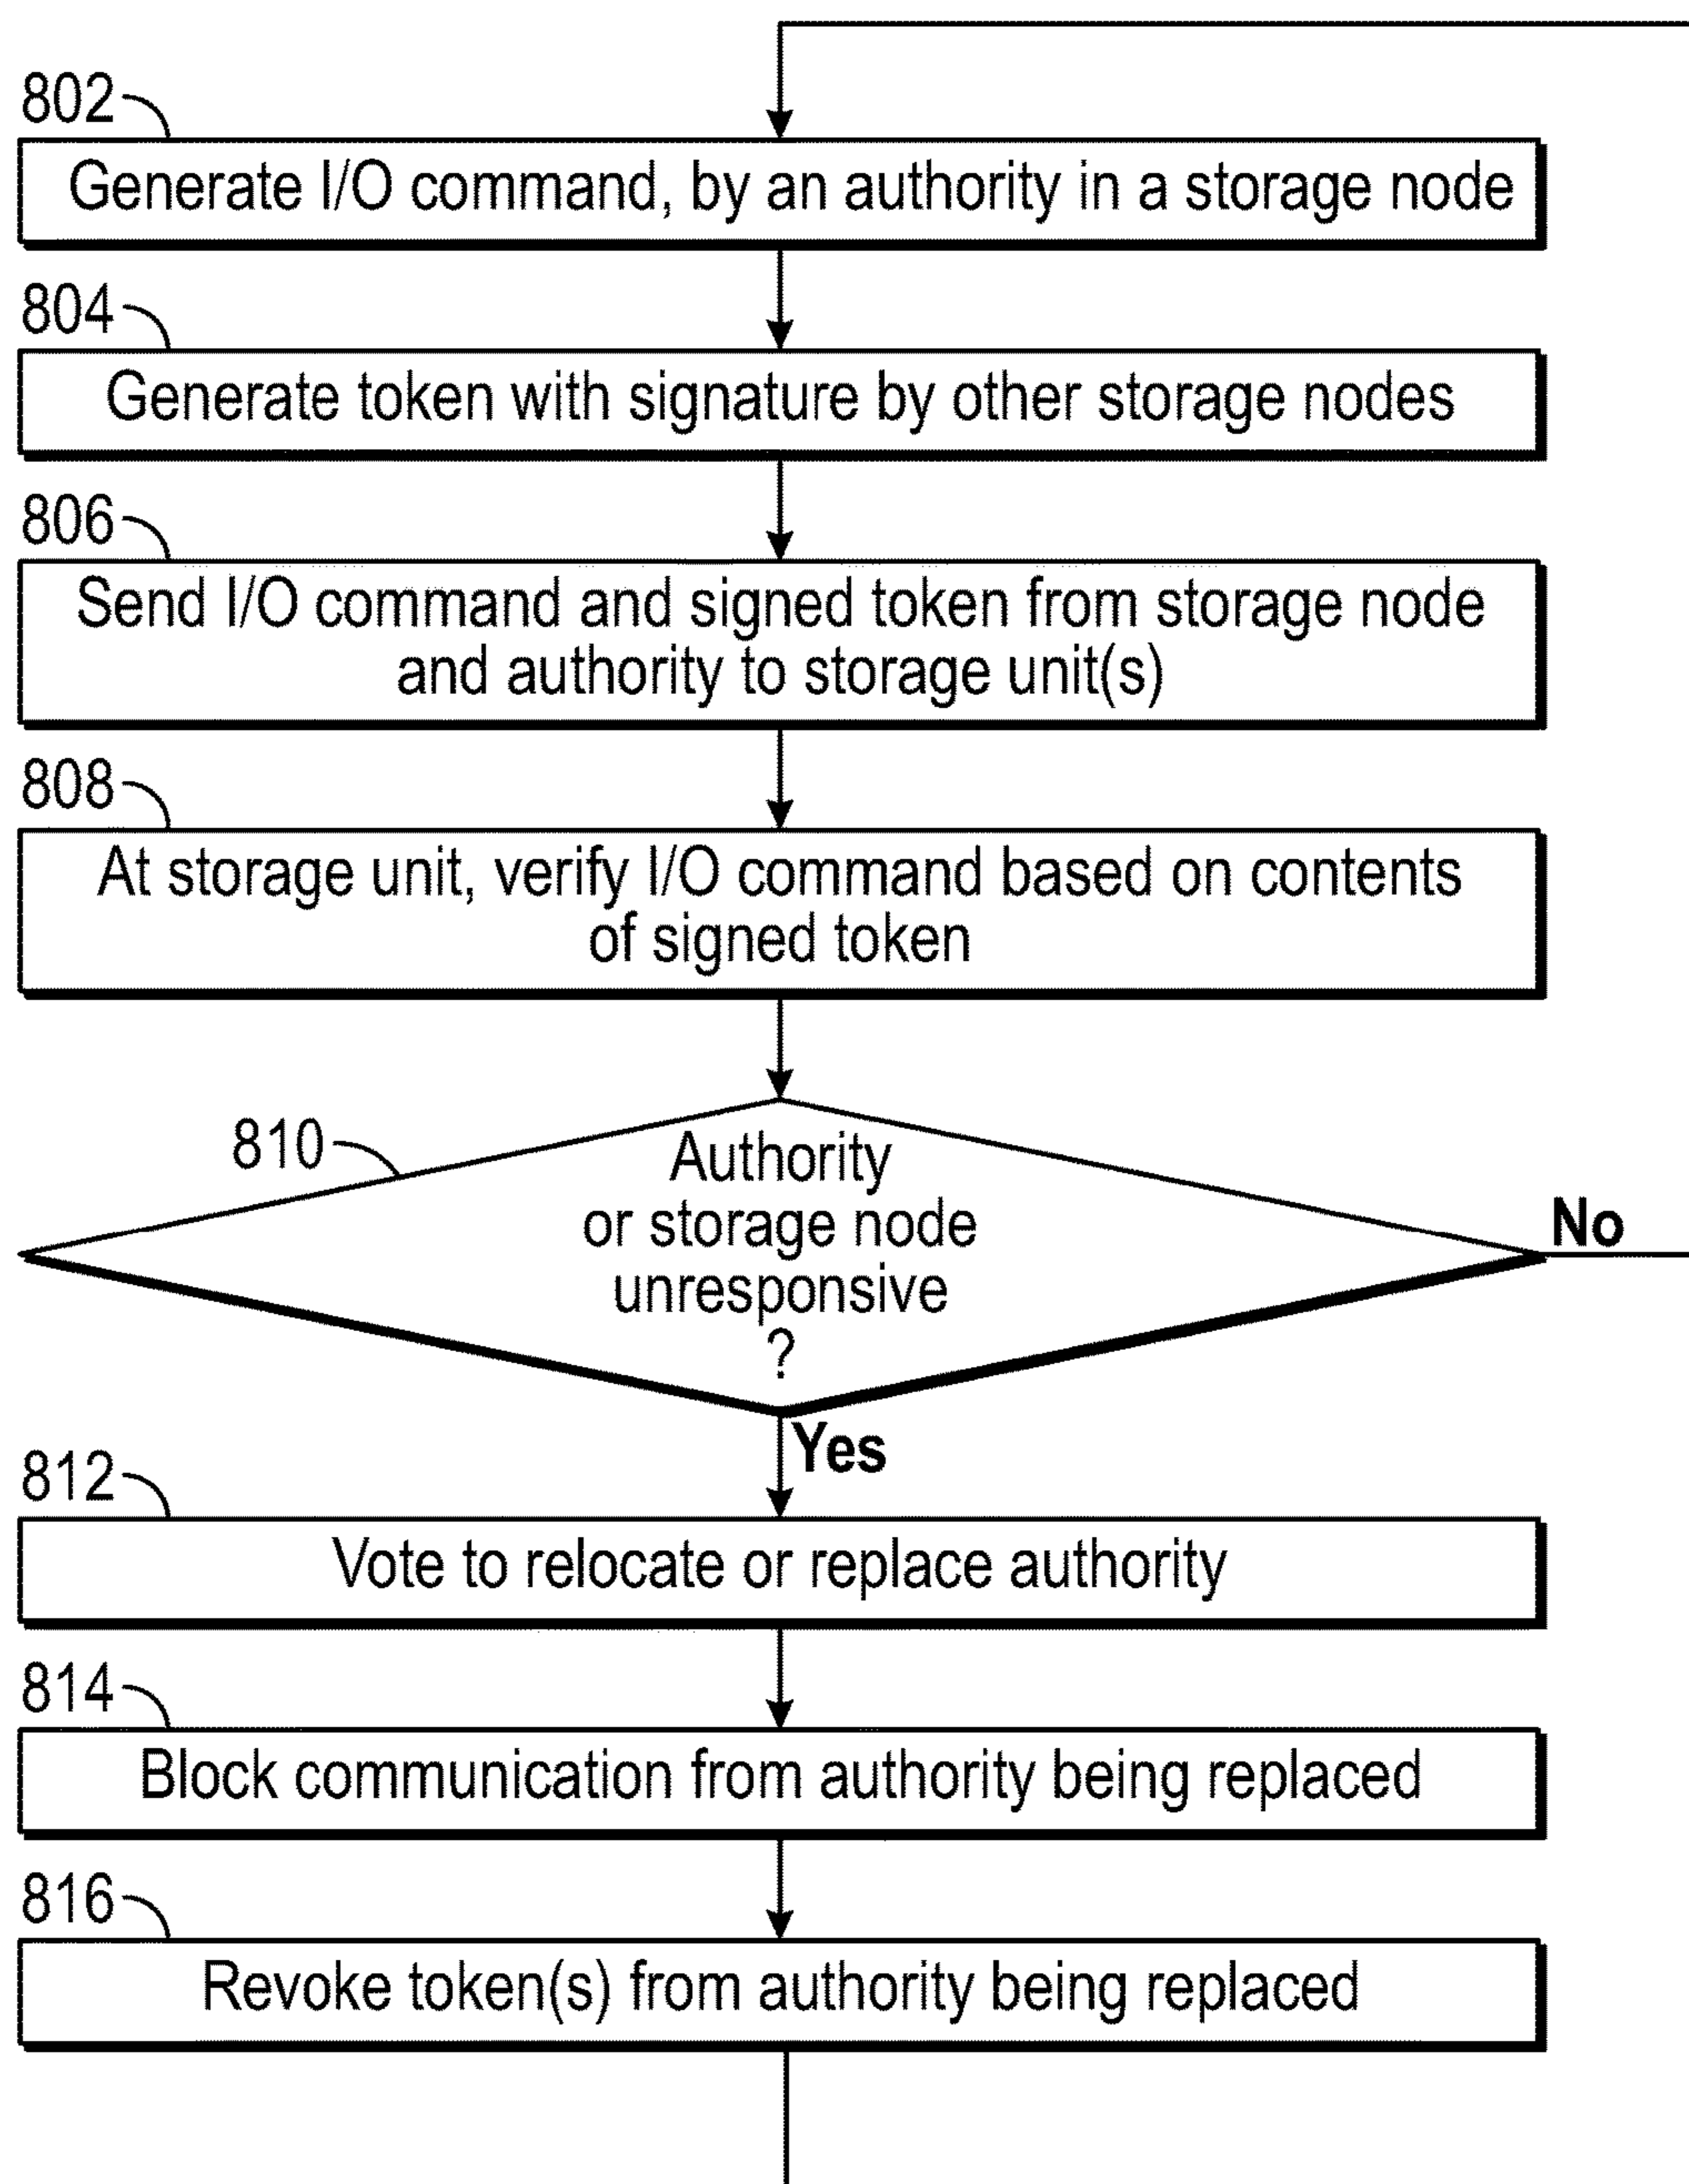 802
Generate I/O command, by an authority in a storage node
804
Generate token with signature by other storage nodes
806
Send I/O command and signed token from storage node
and authority to storage unit(s)
808
At storage unit, verify I/O command based on contents
of signed token
810
Authority
or storage node
unresponsive
?
No
Yes
812
Vote to relocate or replace authority
814
Block communication from authority being replaced
816
Revoke token(s) from authority being replaced